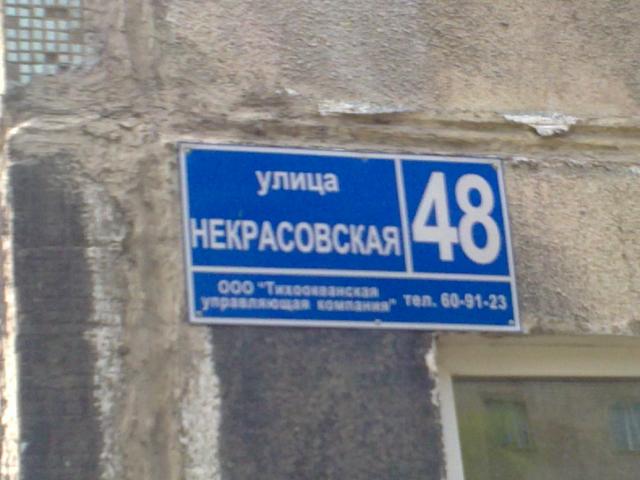 улица
НЕКРАСОВСКАЯ
48
ООО "Тихоокеанская
управляющая компания"
тел. 60-91-23